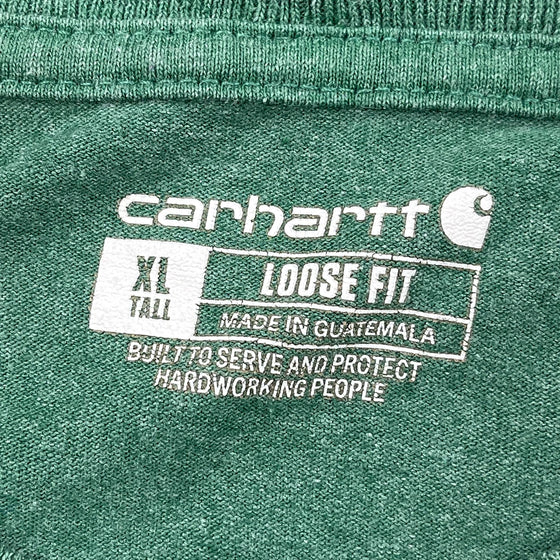 carhartt
XL
TALL
LOOSE FIT
MADE IN GUATEMALA
BUILT TO SERVE AND PROTECT
HARDWORKING PEOPLE